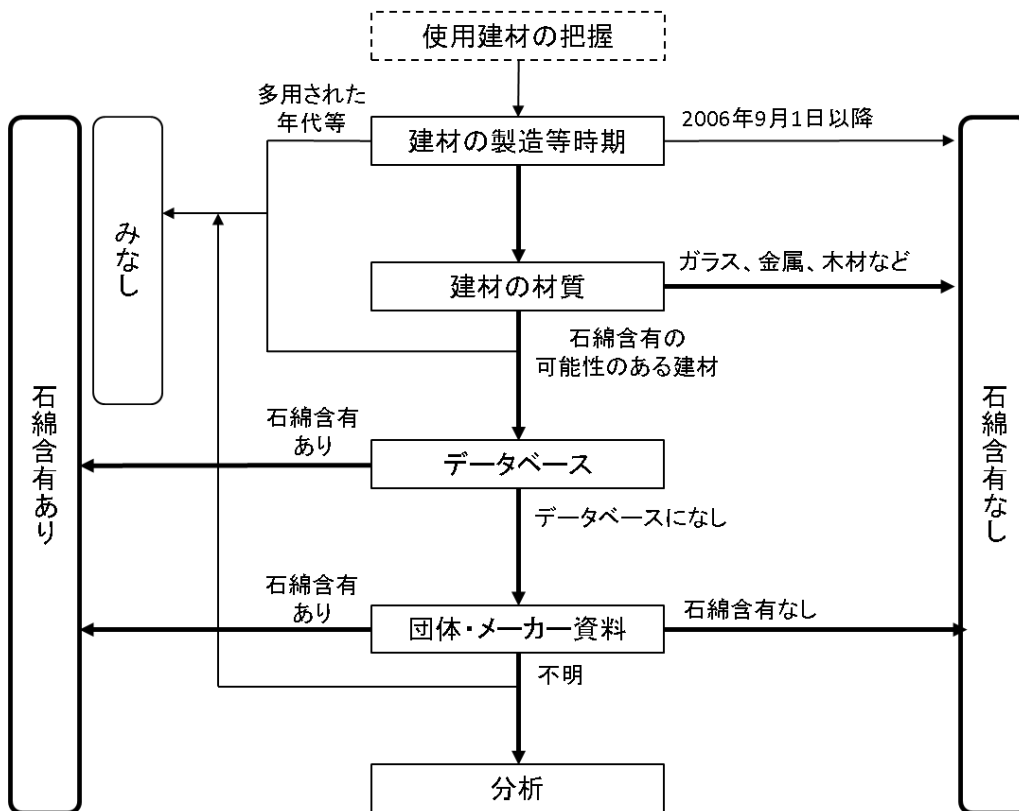 使用建材の把握
多用された
年代等
建材の製造等時期
2006年9月1日以降
みなし
建材の材質
ガラス、金属、木材など
石綿含有の
可能性のある建材
石綿含有あり
石綿含有なし
石綿含有
あり
データベース
データベースになし
石綿含有
あり
団体・メーカー資料
石綿含有なし
不明
分析